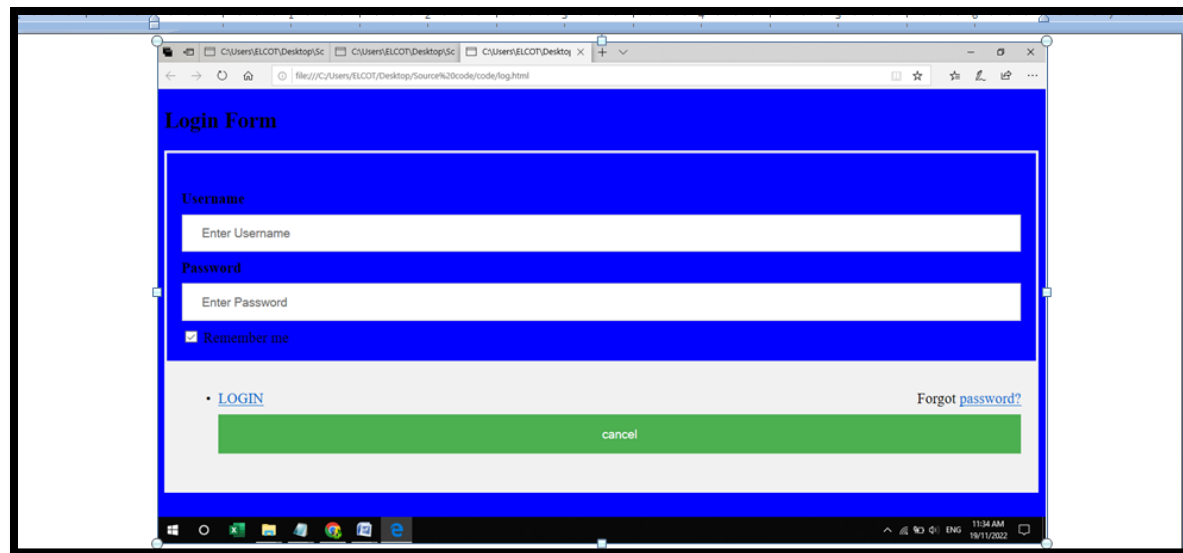 C:\Users\ELCOT\Desktop\Sc C:\Users\ELCOT\Desktop\Sc C:\Users\ELCOT\Desktop
file:///C:/Users/ELCOT/Desktop/Source%20code/code/log.html
Login Form
Username
Enter Username
Password
Enter Password
Remember me
• LOGIN Forgot password?
cancel
ENG 11:34 AM
19/11/2022